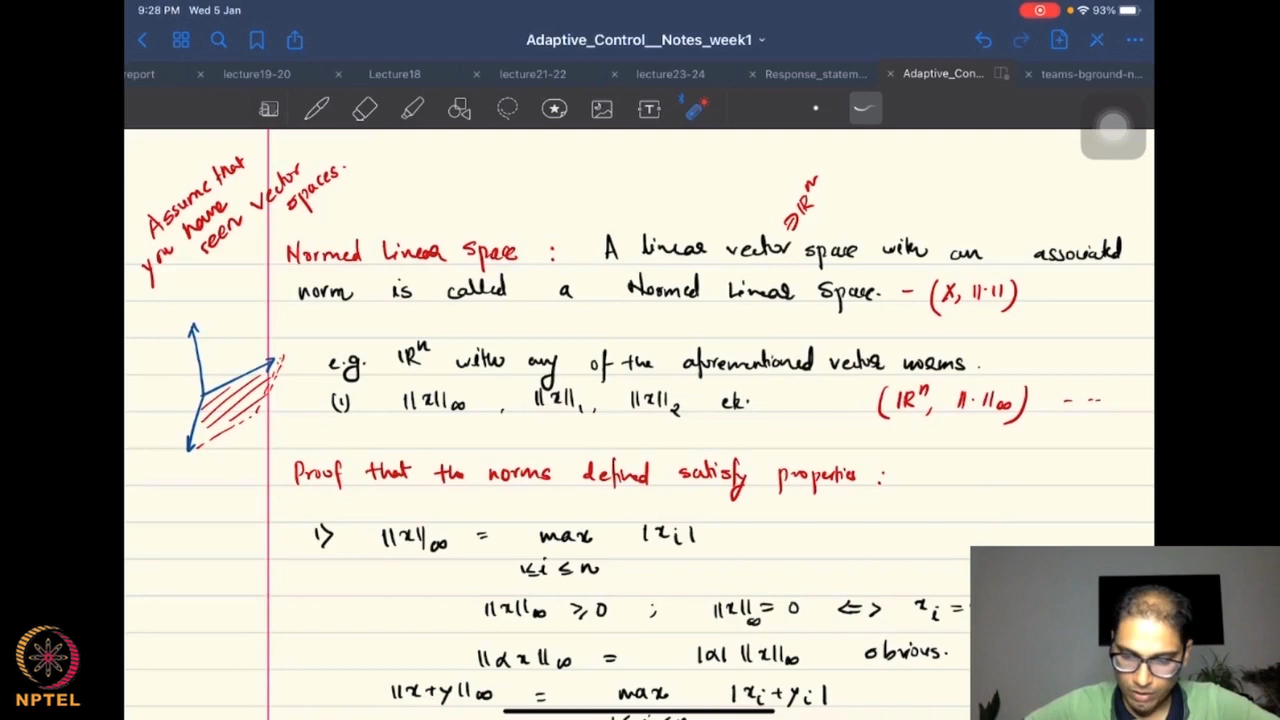 9:28 PM Wed 5 Jan
93%
Adaptive_Control__Notes_week1
report
lecture19-20
Lecture18
lecture21-22
lecture23-24
Response_statem...
Adaptive_Con...
teams-bground-n...
Assume that
you have
seen vector
spaces.
∋ ℝⁿ
Normed Linear Space : A linear vector space with an associated
norm is called a Normed Linear Space. - (X, ||·||)
e.g. ℝⁿ with any of the aforementioned vector norms.
(1) ||x||∞ , ||x||₁, ||x||₂ etc. (ℝⁿ, ||·||∞) - --
Proof that the norms defined satisfy properties :
1> ||x||∞ = max |xᵢ|
1≤i≤n
||x||∞ ≥ 0 ; ||x||∞ = 0 <=> xᵢ =
||αx||∞ = |α| ||x||∞ obvious.
||x+y||∞ = max |xᵢ+yᵢ|
NPTEL